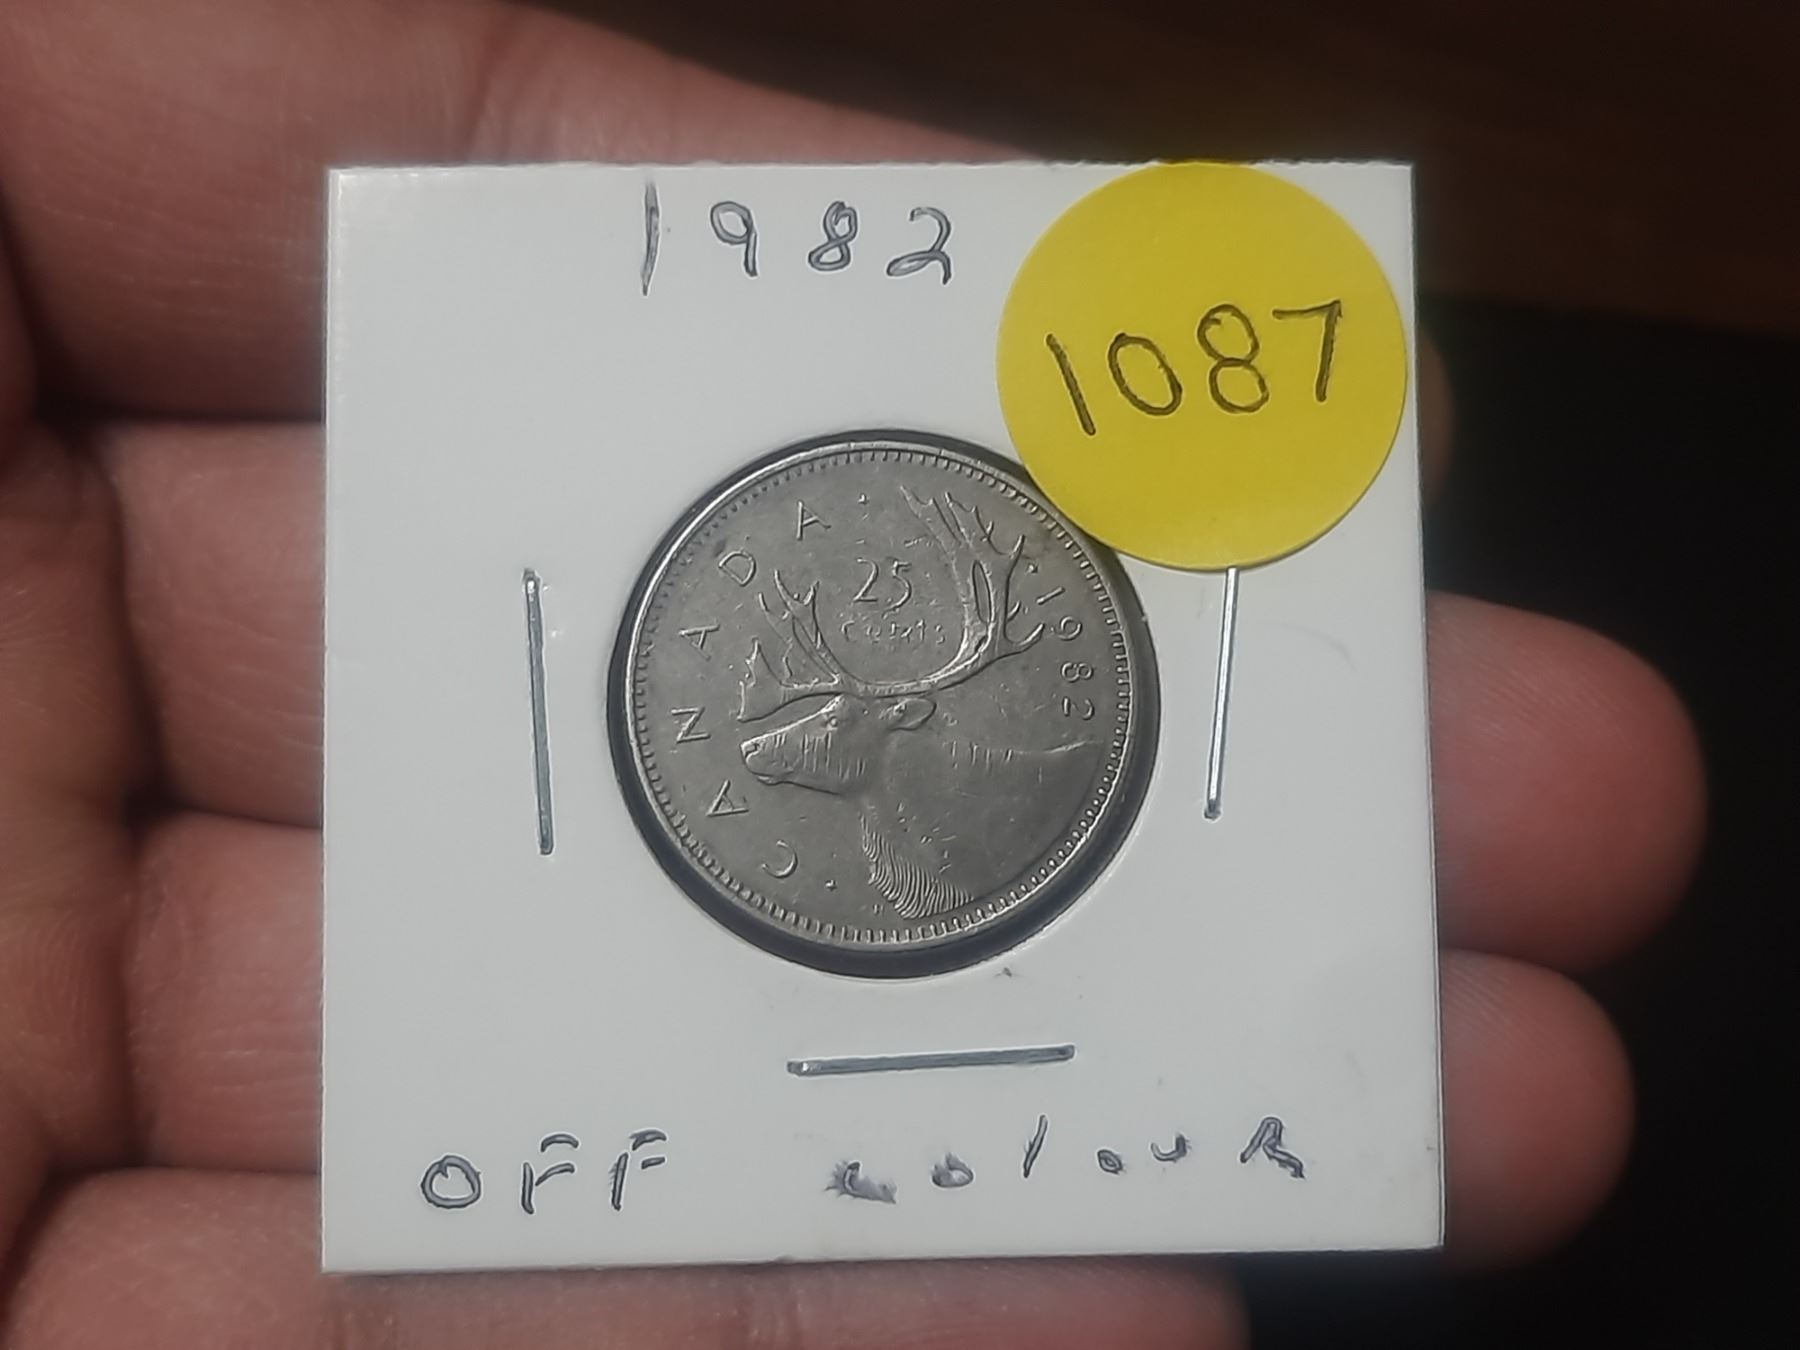 1982
1087
CANADA
25
cents
1982
H
OFF colouR